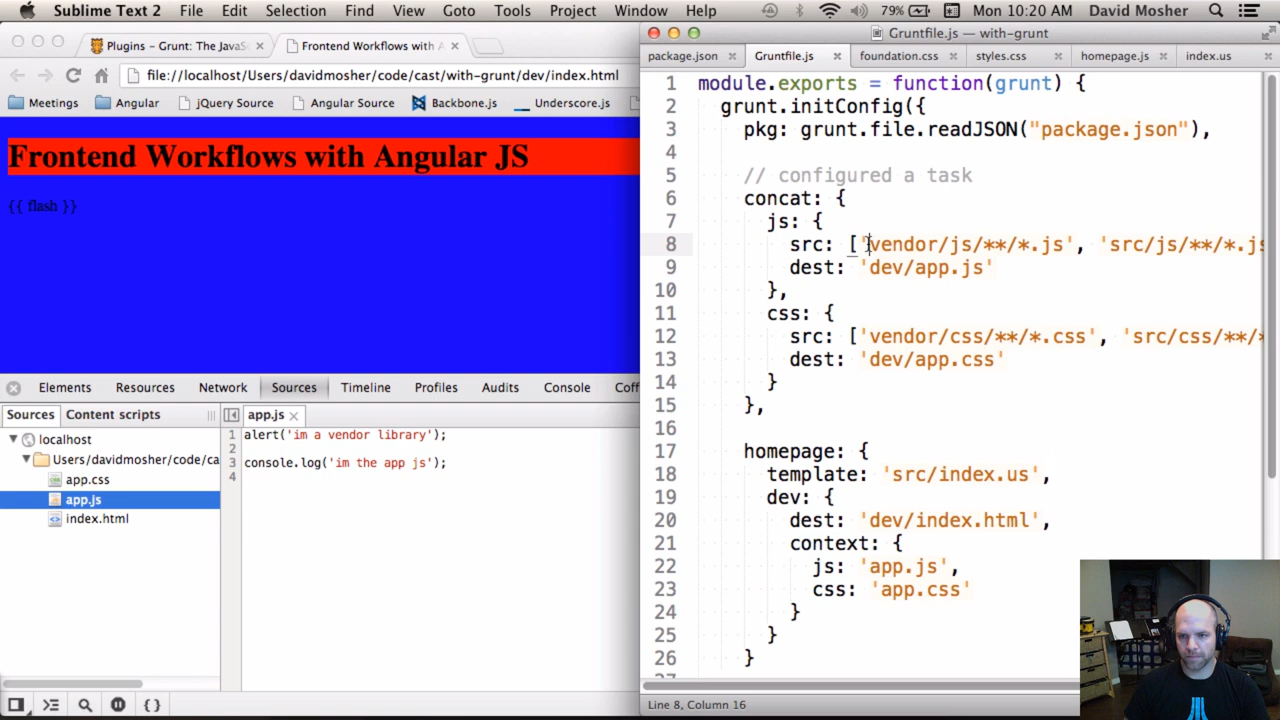 Sublime Text 2 File Edit Selection Find View Goto Tools Project Window Help 79% Mon 10:20 AM David Mosher
Plugins – Grunt: The JavaS
Frontend Workflows with A
file://localhost/Users/davidmosher/code/cast/with-grunt/dev/index.html
Meetings Angular jQuery Source Angular Source Backbone.js Underscore.js
Frontend Workflows with Angular JS
{{ flash }}
Elements Resources Network Sources Timeline Profiles Audits Console Coff
Sources Content scripts
app.js
localhost
Users/davidmosher/code/ca
app.css
app.js
index.html
1 alert('im a vendor library');
2
3 console.log('im the app js');
4
Gruntfile.js — with-grunt
package.json Gruntfile.js foundation.css styles.css homepage.js index.us
1 module.exports = function(grunt) {
2 grunt.initConfig({
3 pkg: grunt.file.readJSON("package.json"),
4
5 // configured a task
6 concat: {
7 js: {
8 src: ['vendor/js/**/*.js', 'src/js/**/*.js
9 dest: 'dev/app.js'
10 },
11 css: {
12 src: ['vendor/css/**/*.css', 'src/css/**/*
13 dest: 'dev/app.css'
14 }
15 },
16
17 homepage: {
18 template: 'src/index.us',
19 dev: {
20 dest: 'dev/index.html',
21 context: {
22 js: 'app.js',
23 css: 'app.css'
24 }
25 }
26 }
Line 8, Column 16